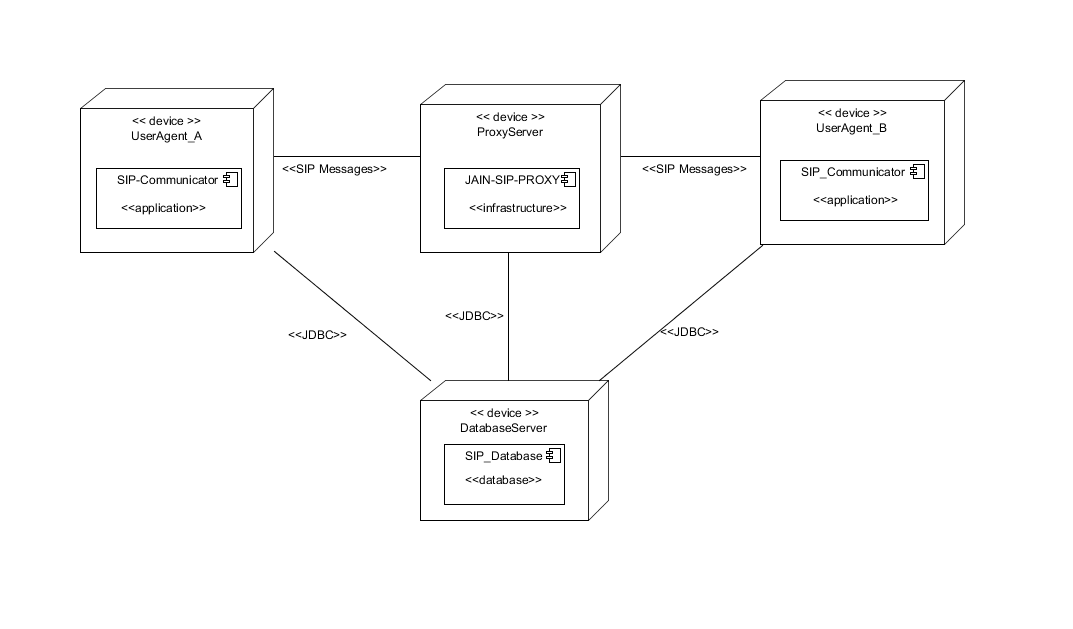 << device >>
UserAgent_A
SIP-Communicator
<<application>>
<<SIP Messages>>
<< device >>
ProxyServer
JAIN-SIP-PROXY
<<infrastructure>>
<<SIP Messages>>
<< device >>
UserAgent_B
SIP_Communicator
<<application>>
<<JDBC>>
<<JDBC>>
<<JDBC>>
<< device >>
DatabaseServer
SIP_Database
<<database>>